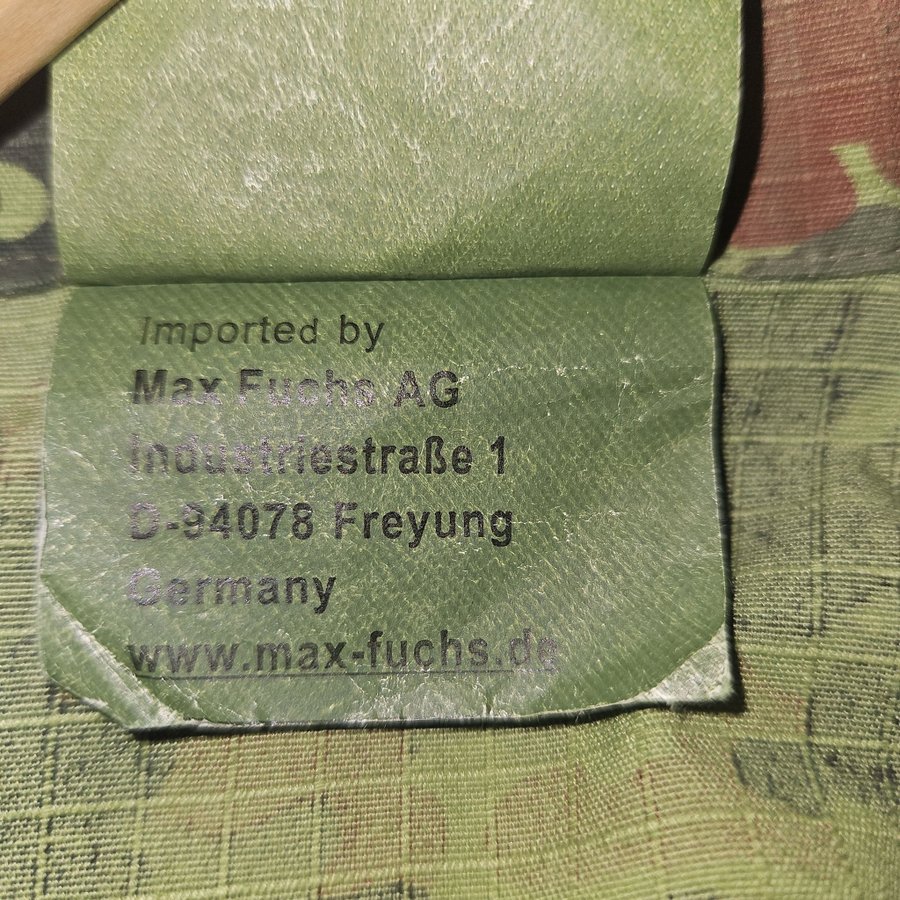 Imported by
Max Fuchs AG
Industriestraße 1
D-94078 Freyung
Germany
www.max-fuchs.de